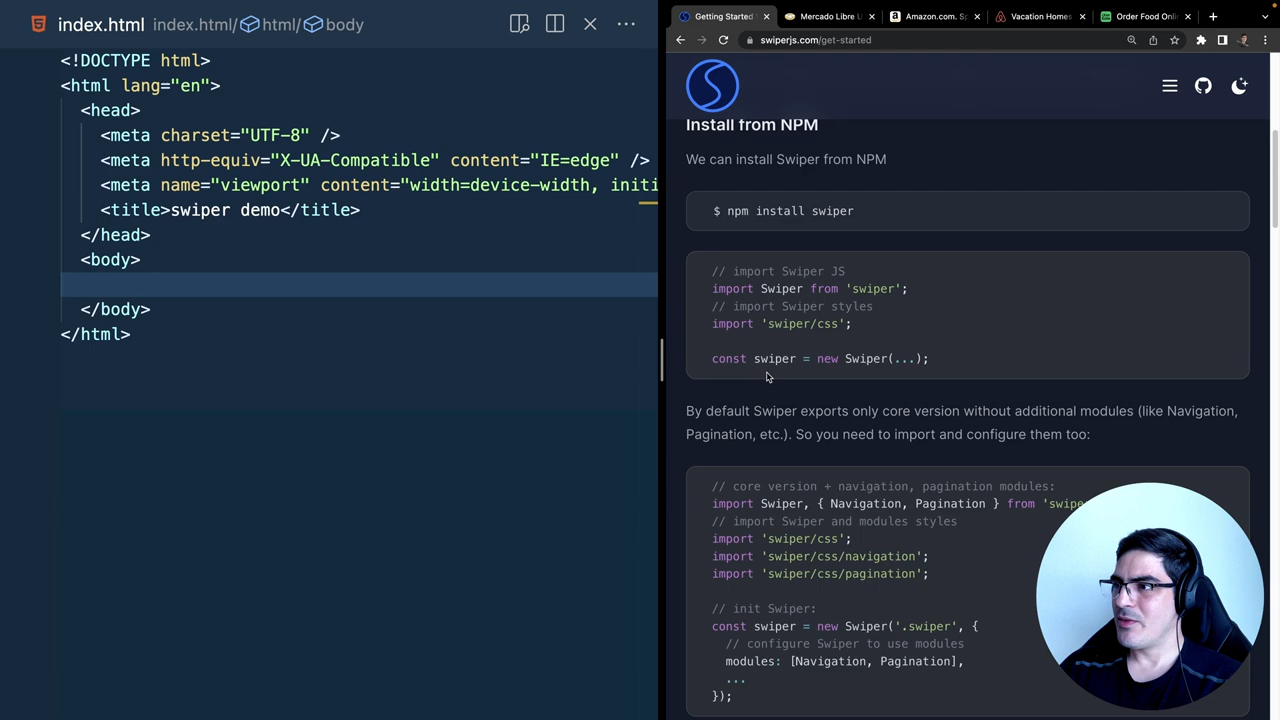 index.html index.html/ html/ body
<!DOCTYPE html>
<html lang="en">
<head>
<meta charset="UTF-8" />
<meta http-equiv="X-UA-Compatible" content="IE=edge" />
<meta name="viewport" content="width=device-width, initi
<title>swiper demo</title>
</head>
<body>
</body>
</html>
Getting Started Mercado Libre U Amazon.com. Sp Vacation Homes Order Food Onli
swiperjs.com/get-started
Install from NPM
We can install Swiper from NPM
$ npm install swiper
// import Swiper JS
import Swiper from 'swiper';
// import Swiper styles
import 'swiper/css';
const swiper = new Swiper(...);
By default Swiper exports only core version without additional modules (like Navigation,
Pagination, etc.). So you need to import and configure them too:
// core version + navigation, pagination modules:
import Swiper, { Navigation, Pagination } from 'swipe
// import Swiper and modules styles
import 'swiper/css';
import 'swiper/css/navigation';
import 'swiper/css/pagination';
// init Swiper:
const swiper = new Swiper('.swiper', {
// configure Swiper to use modules
modules: [Navigation, Pagination],
...
});